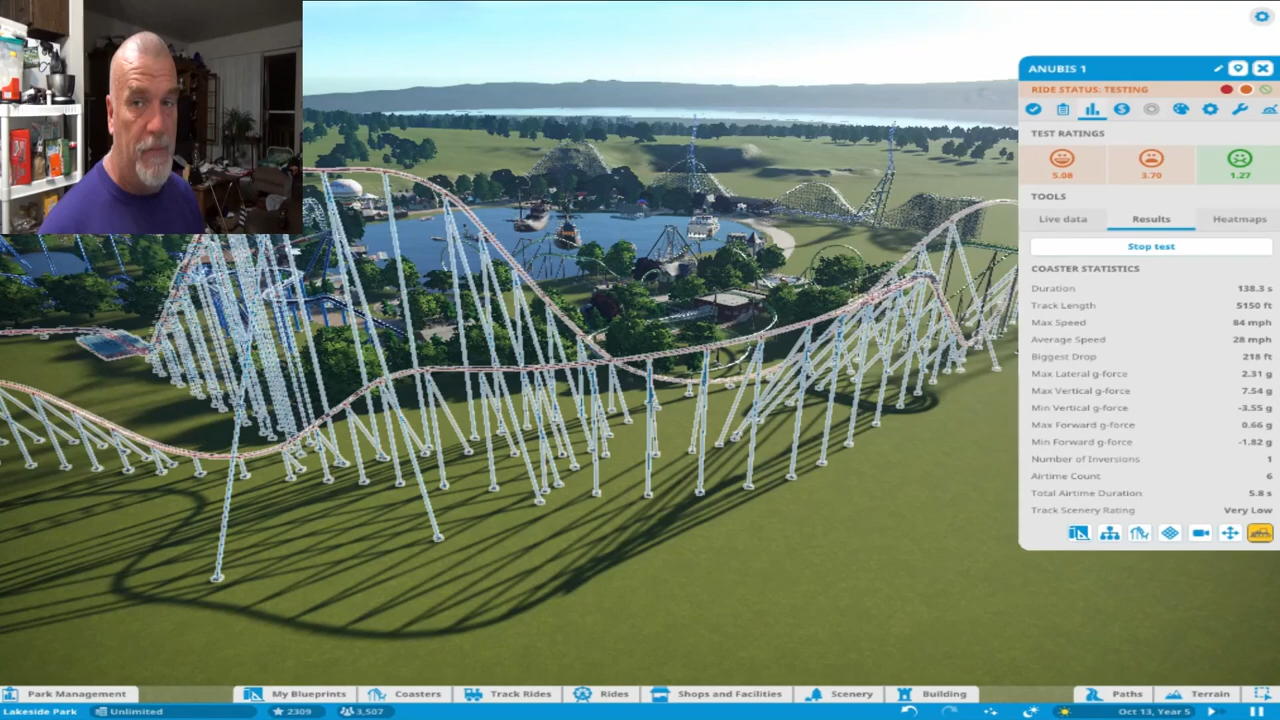 ANUBIS 1
RIDE STATUS: TESTING
TEST RATINGS
5.08 3.70 1.27
TOOLS
Live data Results Heatmaps
Stop test
COASTER STATISTICS
Duration 138.3 s
Track Length 5150 ft
Max Speed 84 mph
Average Speed 28 mph
Biggest Drop 218 ft
Max Lateral g-force 2.31 g
Max Vertical g-force 7.54 g
Min Vertical g-force -3.55 g
Max Forward g-force 0.66 g
Min Forward g-force -1.82 g
Number of Inversions 1
Airtime Count 6
Total Airtime Duration 5.8 s
Track Scenery Rating Very Low
Park Management My Blueprints Coasters Track Rides Rides Shops and Facilities Scenery Building Paths Terrain
Lakeside Park Unlimited 2309 3,507 Oct 13, Year 5